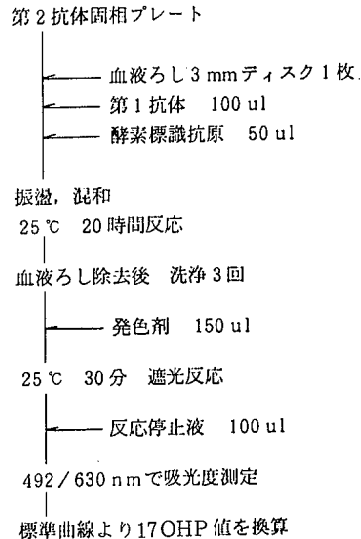 第2抗体固相プレート
血液ろし3mmディスク1枚
第1抗体 100 ul
酵素標識抗原 50 ul
振盪，混和
25℃ 20時間反応
血液ろし除去後 洗浄3回
発色剤 150 ul
25℃ 30分 遮光反応
反応停止液 100 ul
492/630nmで吸光度測定
標準曲線より17OHP値を換算